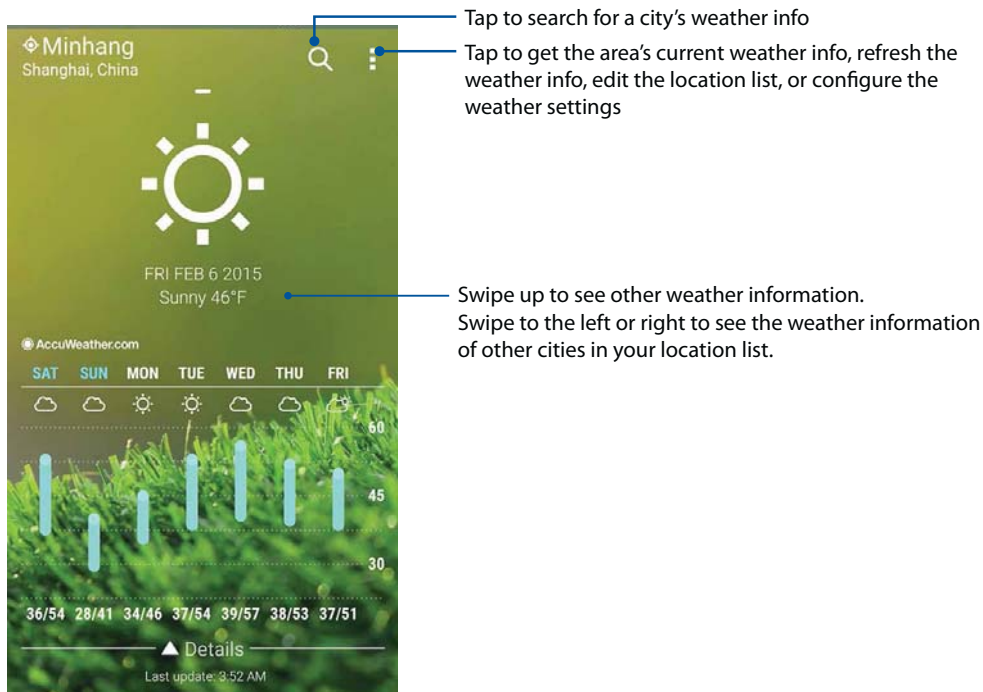 Tap to search for a city's weather info
Tap to get the area's current weather info, refresh the
weather info, edit the location list, or configure the
weather settings
Minhang
Shanghai, China
FRI FEB 6 2015
Sunny 46°F
Swipe up to see other weather information.
Swipe to the left or right to see the weather information
of other cities in your location list.
AccuWeather.com
SAT SUN MON TUE WED THU FRI
60
45
30
36/54 28/41 34/46 37/54 39/57 38/53 37/51
Details
Last update: 3:52 AM